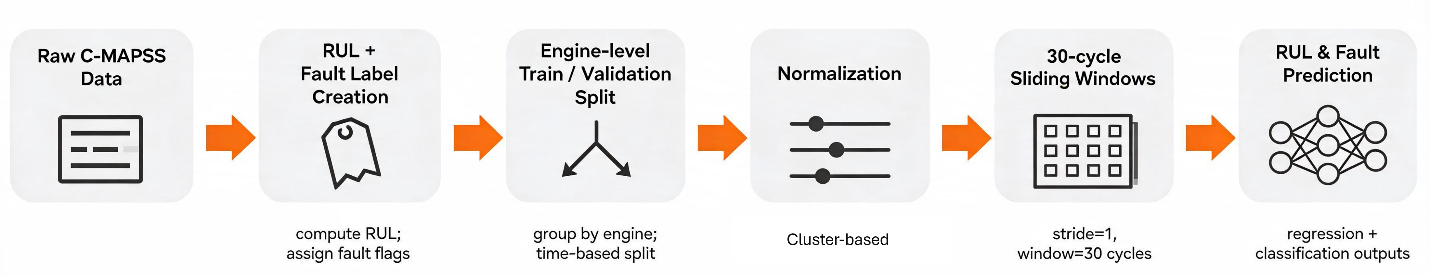 Raw C-MAPSS
Data
RUL +
Fault Label
Creation
compute RUL;
assign fault flags
Engine-level
Train / Validation
Split
group by engine;
time-based split
Normalization
Cluster-based
30-cycle
Sliding Windows
stride=1,
window=30 cycles
RUL & Fault
Prediction
regression +
classification outputs